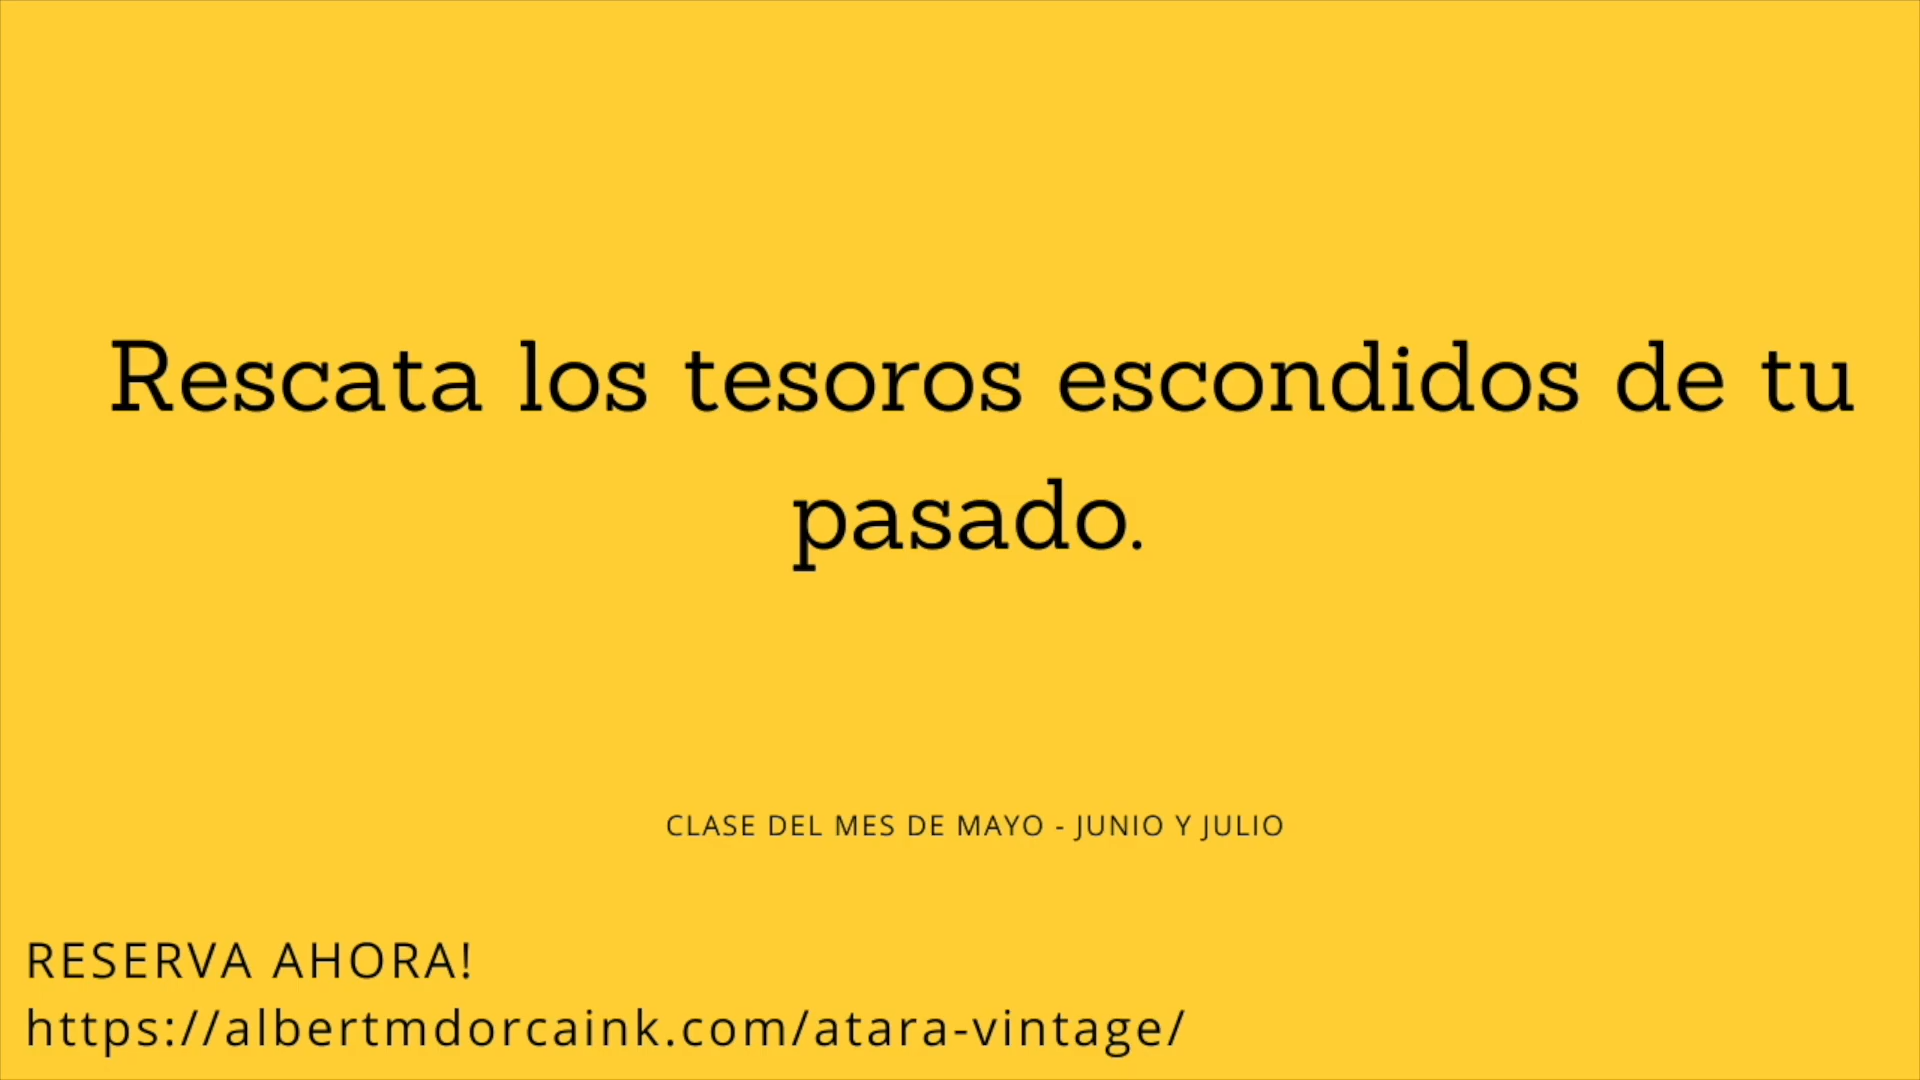 Rescata los tesoros escondidos de tu
pasado.
CLASE DEL MES DE MAYO - JUNIO Y JULIO
RESERVA AHORA!
https://albertmdorcaink.com/atara-vintage/